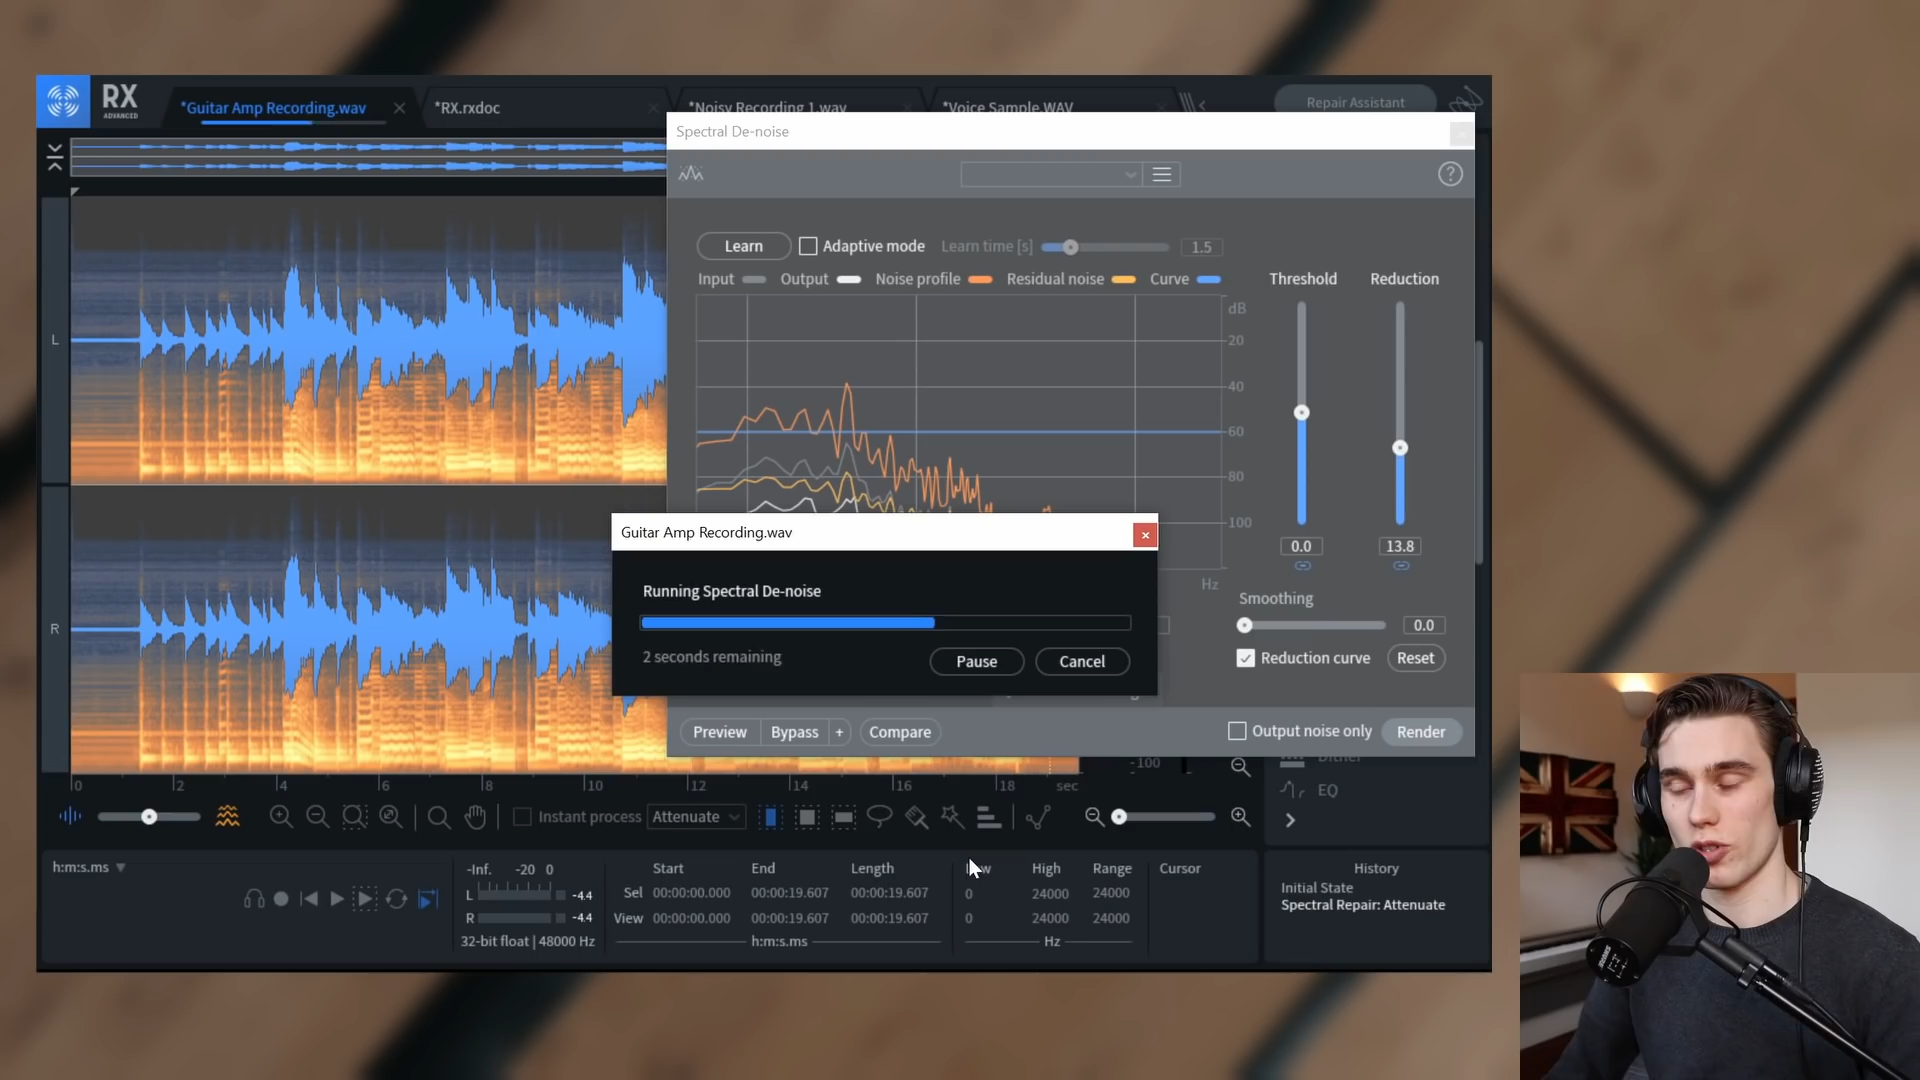 RX
ADVANCED
*Guitar Amp Recording.wav
*RX.rxdoc
*Noisy Recording 1.wav
*Voice Sample.WAV
Repair Assistant
Spectral De-noise
Learn
Adaptive mode
Learn time [s]
1.5
Input
Output
Noise profile
Residual noise
Curve
Threshold
Reduction
dB
20
40
60
80
100
Hz
0.0
13.8
Smoothing
0.0
Reduction curve
Reset
Guitar Amp Recording.wav
Running Spectral De-noise
2 seconds remaining
Pause
Cancel
Preview
Bypass
+
Compare
Output noise only
Render
L
R
0
2
4
6
8
10
12
14
16
18
sec
-100
EQ
Instant process
Attenuate
h:m:s.ms
-Inf.
-20
0
L
-4.4
R
-4.4
32-bit float | 48000 Hz
Start
End
Length
Sel
00:00:00.000
00:00:19.607
00:00:19.607
View
00:00:00.000
00:00:19.607
00:00:19.607
h:m:s.ms
High
Range
Cursor
0
24000
24000
0
24000
24000
Hz
History
Initial State
Spectral Repair: Attenuate